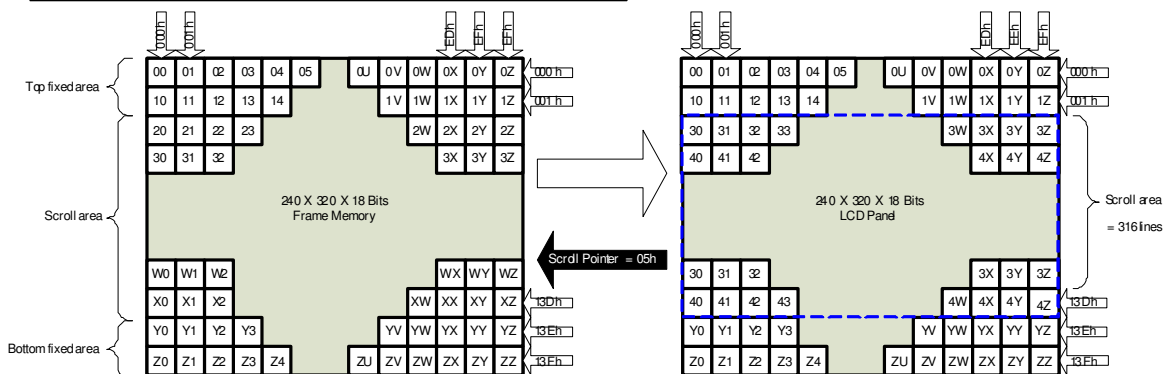 000h 001h EDh EEh EFh 000h 001h EDh EEh EFh
00 01 02 03 04 05 0U 0V 0W 0X 0Y 0Z 000h 00 01 02 03 04 05 0U 0V 0W 0X 0Y 0Z 000h
Top fixed area
10 11 12 13 14 1V 1W 1X 1Y 1Z 001h 10 11 12 13 14 1V 1W 1X 1Y 1Z 001h
20 21 22 23 2W 2X 2Y 2Z 30 31 32 33 3W 3X 3Y 3Z
30 31 32 3X 3Y 3Z 40 41 42 4X 4Y 4Z
Scroll area
240 X 320 X 18 Bits
Frame Memory
240 X 320 X 18 Bits
LCD Panel
Scroll area
= 316 lines
Scroll Pointer = 05h
W0 W1 W2 WX WY WZ 30 31 32 3X 3Y 3Z
X0 X1 X2 XW XX XY XZ 13Dh 40 41 42 43 4W 4X 4Y 4Z 13Dh
Y0 Y1 Y2 Y3 YV YW YX YY YZ 13Eh Y0 Y1 Y2 Y3 YV YW YX YY YZ 13Eh
Bottom fixed area
Z0 Z1 Z2 Z3 Z4 ZU ZV ZW ZX ZY ZZ 13Fh Z0 Z1 Z2 Z3 Z4 ZU ZV ZW ZX ZY ZZ 13Fh